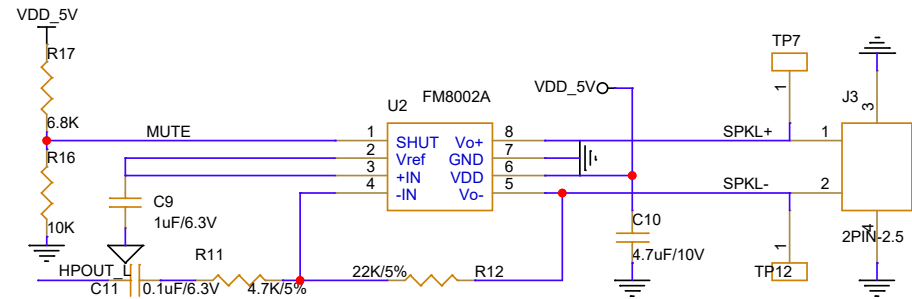 VDD_5V
R17
6.8K
MUTE
R16
10K
C9
1uF/6.3V
HPOUT_L
C11
0.1uF/6.3V
R11
4.7K/5%
22K/5%
R12
U2
FM8002A
1
SHUT
2
Vref
3
+IN
4
-IN
8
Vo+
7
GND
6
VDD
5
Vo-
VDD_5V
C10
4.7uF/10V
SPKL+
SPKL-
TP7
1
TP12
1
J3
3
1
2
4
2PIN-2.5